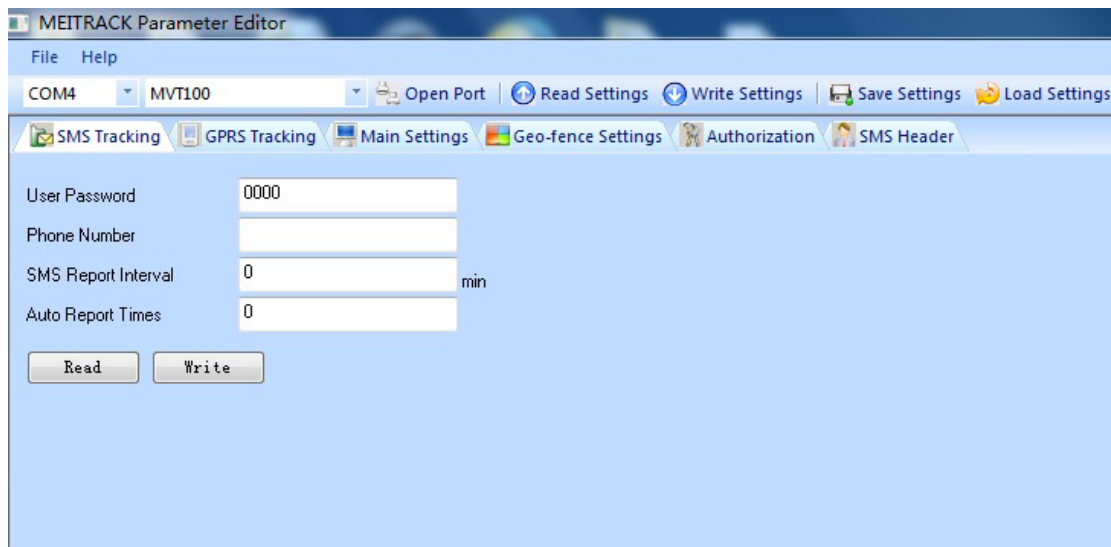 MEITRACK Parameter Editor
File Help
COM4 MVT100 Open Port Read Settings Write Settings Save Settings Load Settings
SMS Tracking GPRS Tracking Main Settings Geo-fence Settings Authorization SMS Header
User Password 0000
Phone Number
SMS Report Interval 0 min
Auto Report Times 0
Read Write